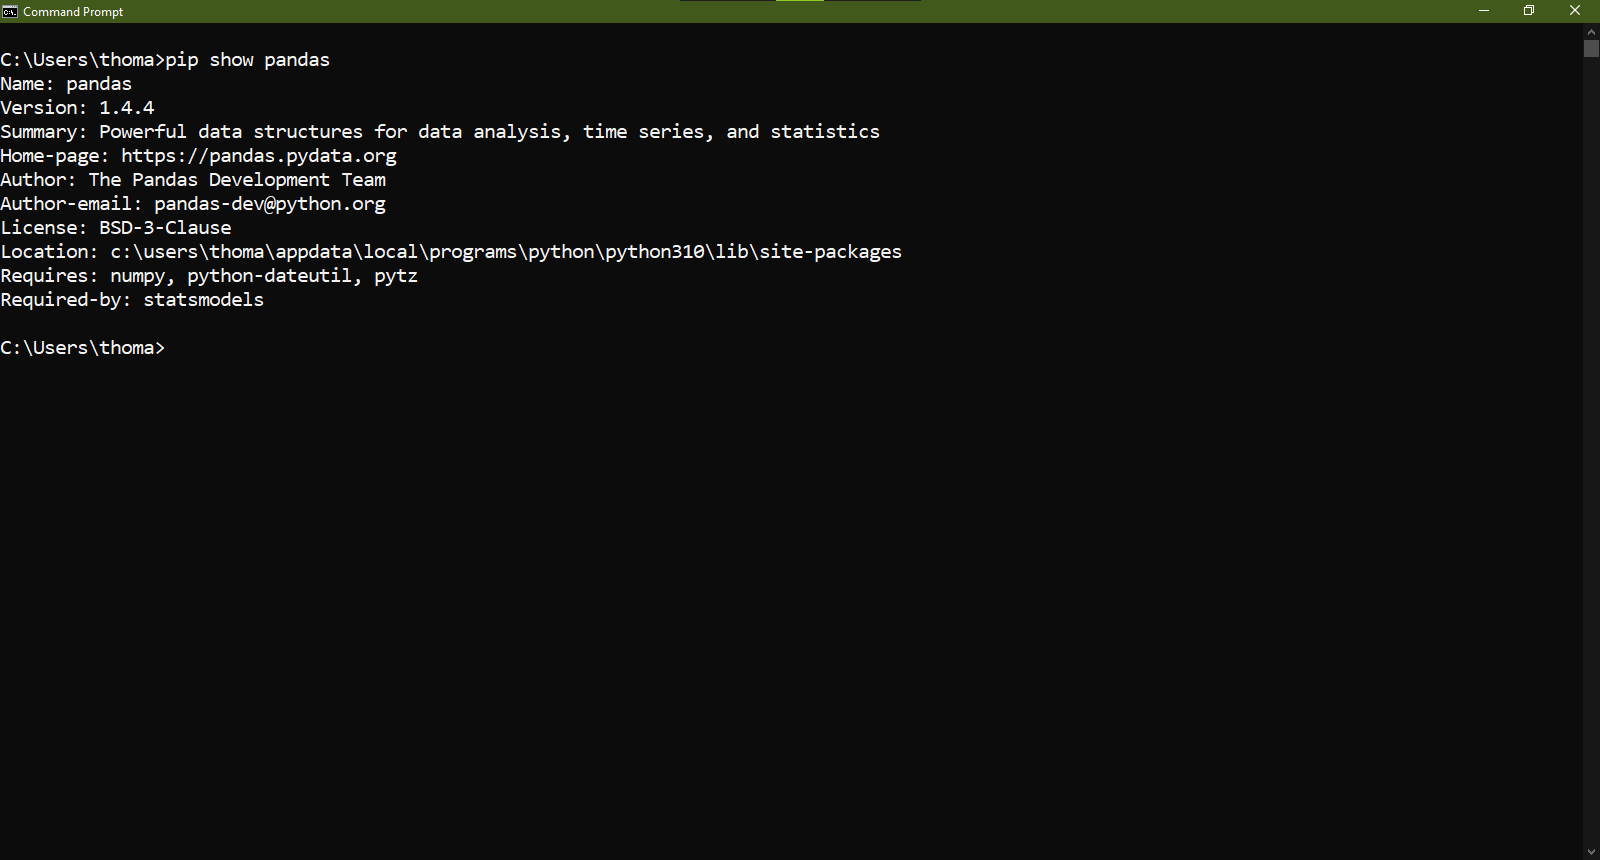 Command Prompt
C:\Users\thoma>pip show pandas
Name: pandas
Version: 1.4.4
Summary: Powerful data structures for data analysis, time series, and statistics
Home-page: https://pandas.pydata.org
Author: The Pandas Development Team
Author-email: pandas-dev@python.org
License: BSD-3-Clause
Location: c:\users\thoma\appdata\local\programs\python\python310\lib\site-packages
Requires: numpy, python-dateutil, pytz
Required-by: statsmodels
C:\Users\thoma>